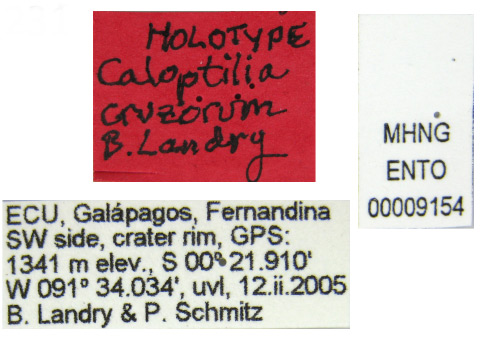 HOLOTYPE
Caloptilia
cruzorum
B. Landry
MHNG
ENTO
00009154
ECU, Galápagos, Fernandina
SW side, crater rim, GPS:
1341 m elev., S 00º 21.910'
W 091º 34.034', uvl, 12.ii.2005
B. Landry & P. Schmitz